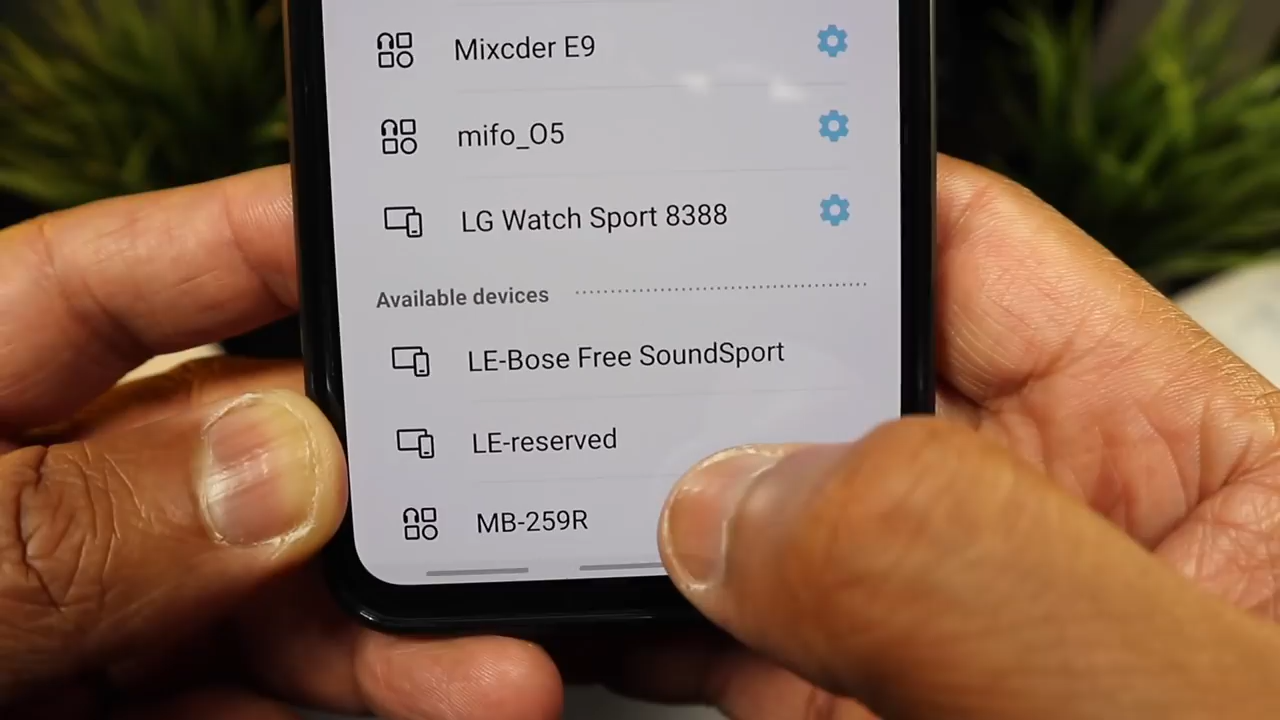 Mixcder E9
mifo_O5
LG Watch Sport 8388
Available devices
LE-Bose Free SoundSport
LE-reserved
MB-259R